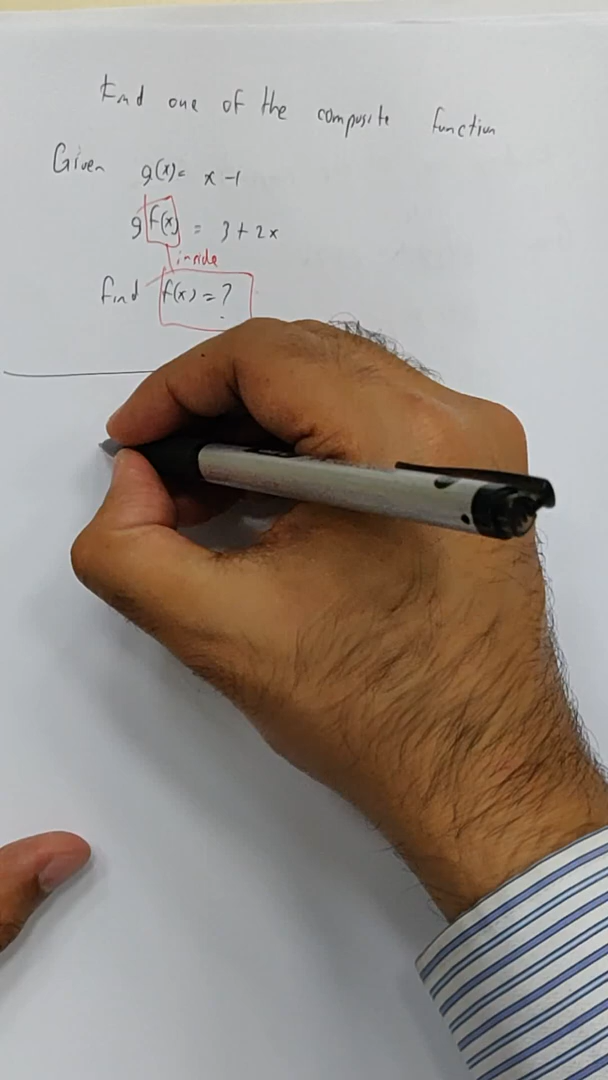 Find one of the composite function
Given g(x) = x - 1
g f(x) = 3 + 2x
inside
find f(x) = ?